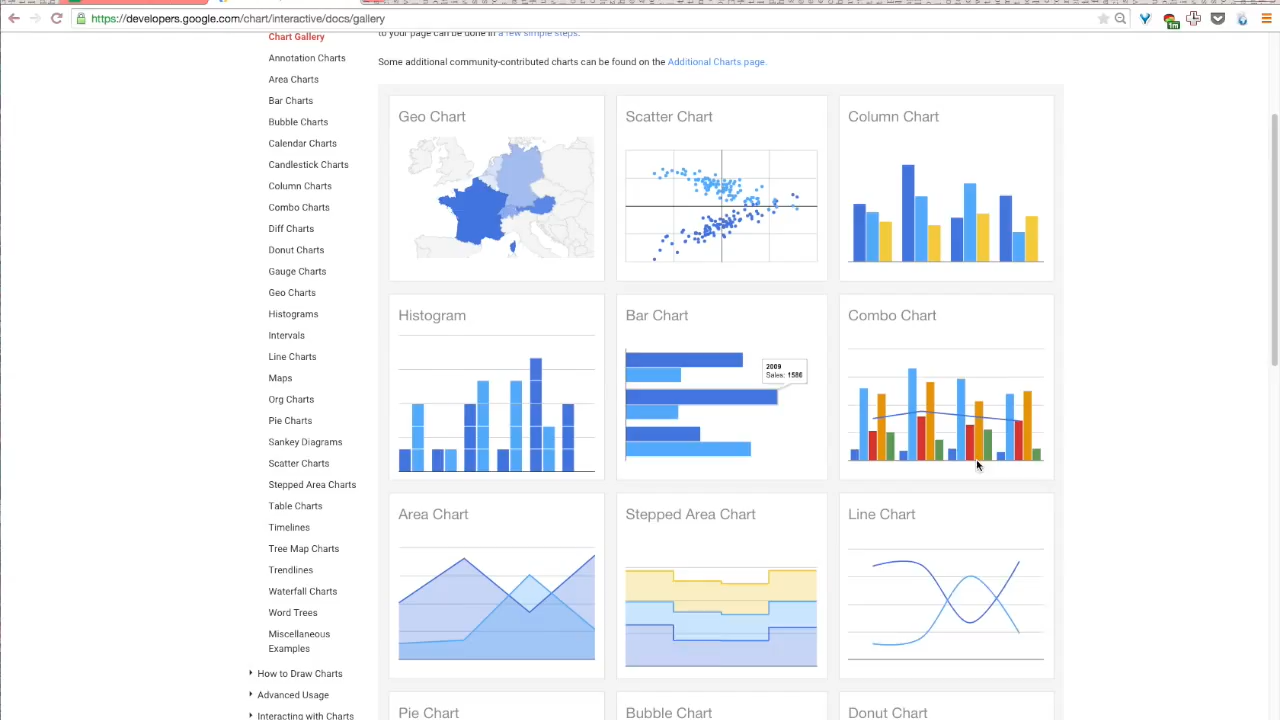 https://developers.google.com/chart/interactive/docs/gallery
1m
Chart Gallery
Annotation Charts
Area Charts
Bar Charts
Bubble Charts
Calendar Charts
Candlestick Charts
Column Charts
Combo Charts
Diff Charts
Donut Charts
Gauge Charts
Geo Charts
Histograms
Intervals
Line Charts
Maps
Org Charts
Pie Charts
Sankey Diagrams
Scatter Charts
Stepped Area Charts
Table Charts
Timelines
Tree Map Charts
Trendlines
Waterfall Charts
Word Trees
Miscellaneous
Examples
How to Draw Charts
Advanced Usage
Interacting with Charts
to your page can be done in a few simple steps.
Some additional community-contributed charts can be found on the Additional Charts page.
Geo Chart
Scatter Chart
Column Chart
Histogram
Bar Chart
2009
Sales: 1586
Combo Chart
Area Chart
Stepped Area Chart
Line Chart
Pie Chart
Bubble Chart
Donut Chart